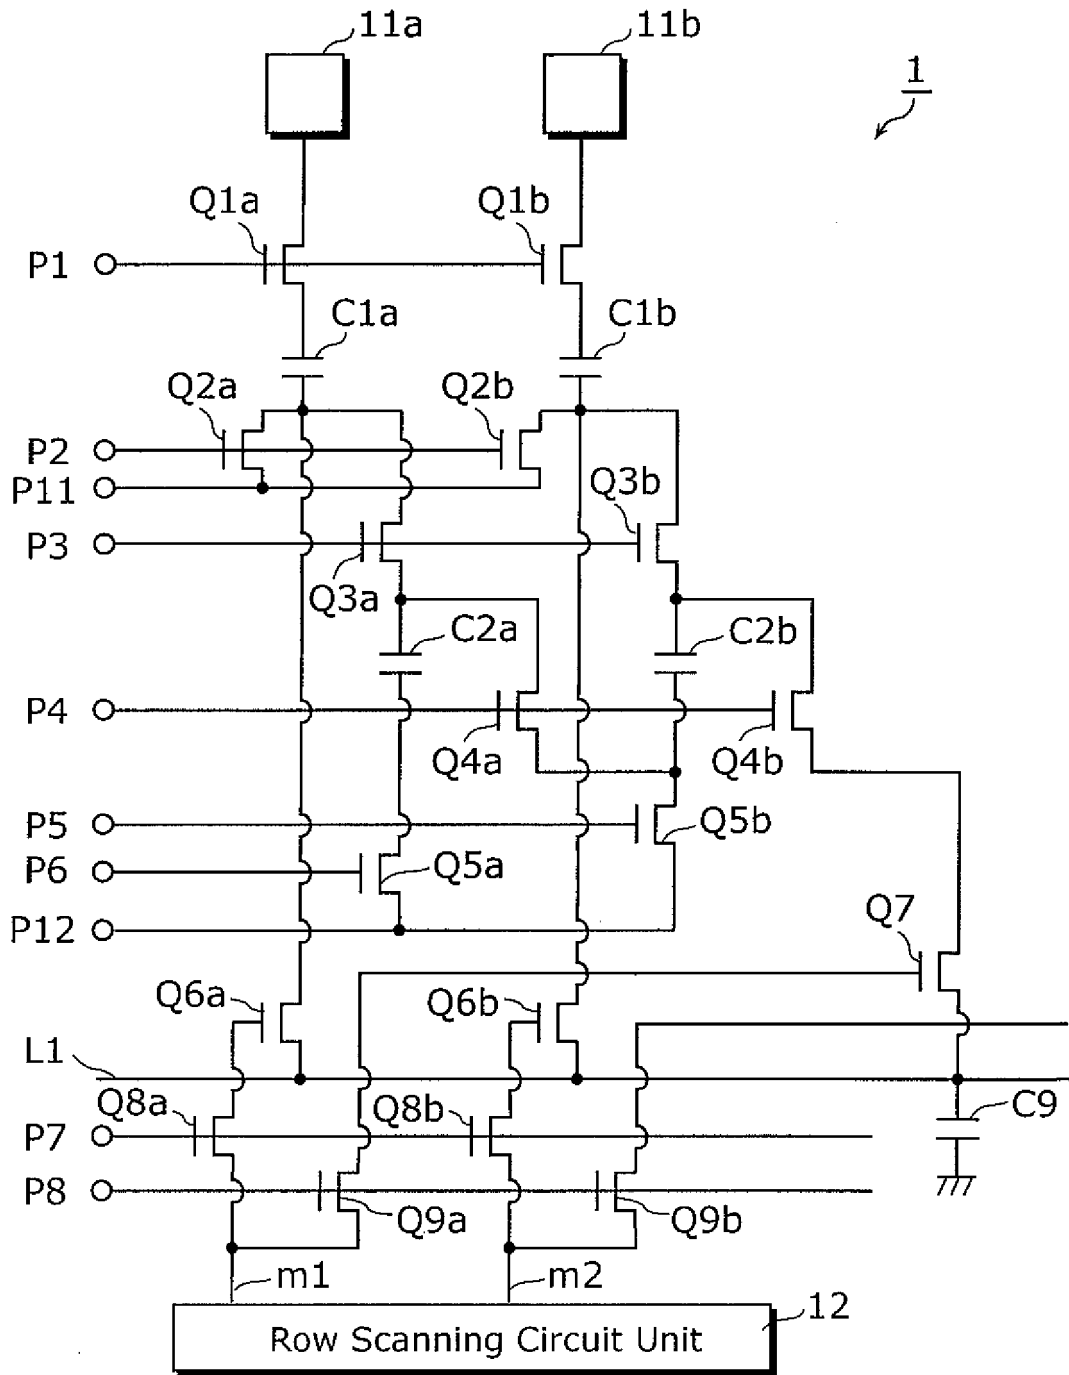 11a
11b
1
Q1a
Q1b
P1
C1a
C1b
Q2a
Q2b
P2
P11
Q3b
P3
Q3a
C2a
C2b
P4
Q4a
Q4b
P5
Q5b
P6
Q5a
P12
Q7
Q6a
Q6b
L1
Q8a
Q8b
C9
P7
P8
Q9a
Q9b
m1
m2
12
Row Scanning Circuit Unit